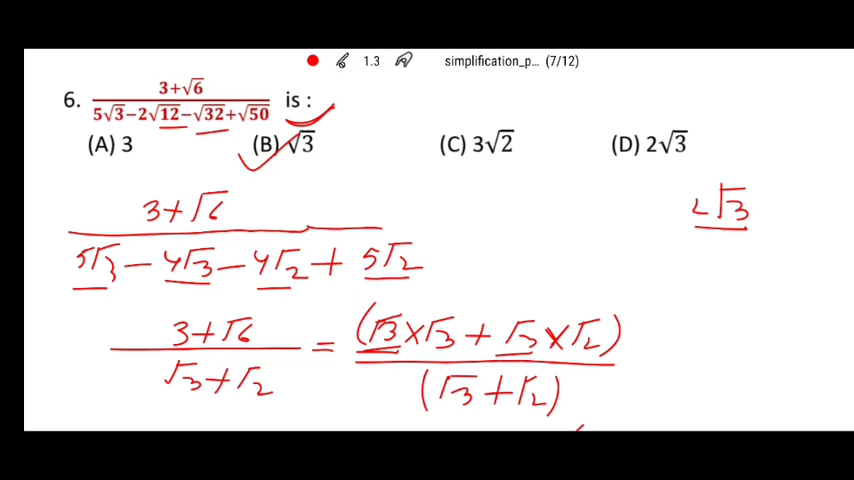 1.3 simplification_p... (7/12)
6. (3+√6)/(5√3−2√12−√32+√50) is :
(A) 3 (B) √3 (C) 3√2 (D) 2√3
2√3
3+√6
5√3 − 4√3 − 4√2 + 5√2
3+√6 = (√3×√3 + √3×√2)
√3+√2 (√3+√2)